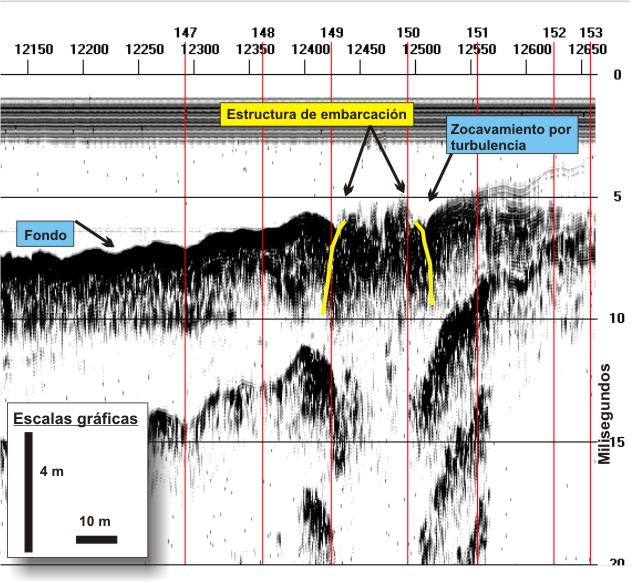 147 148 149 150 151 152 153
12150 12200 12250 12300 12350 12400 12450 12500 12550 12600 12650
0
Estructura de embarcación
Zocavamiento por
turbulencia
5
Fondo
10
Escalas gráficas
4 m
10 m
15
Milisegundos
20